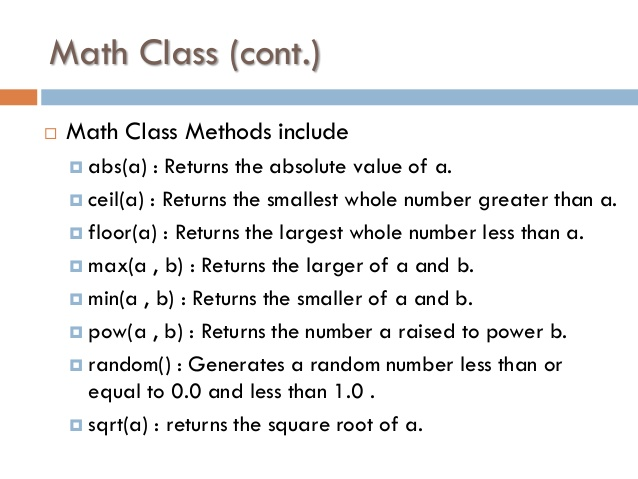 Math Class (cont.)
Math Class Methods include
abs(a) : Returns the absolute value of a.
ceil(a) : Returns the smallest whole number greater than a.
floor(a) : Returns the largest whole number less than a.
max(a , b) : Returns the larger of a and b.
min(a , b) : Returns the smaller of a and b.
pow(a , b) : Returns the number a raised to power b.
random() : Generates a random number less than or
equal to 0.0 and less than 1.0 .
sqrt(a) : returns the square root of a.